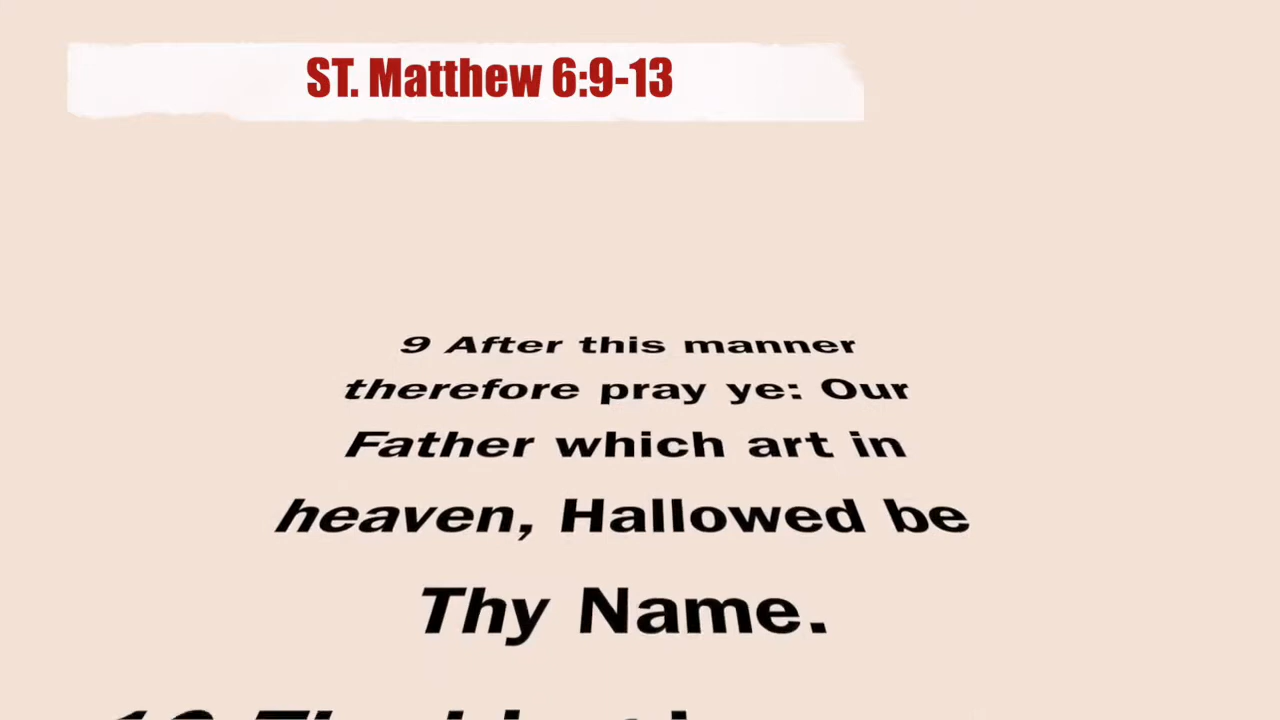 ST. Matthew 6:9-13
9 After this manner
therefore pray ye: Our
Father which art in
heaven, Hallowed be
Thy Name.